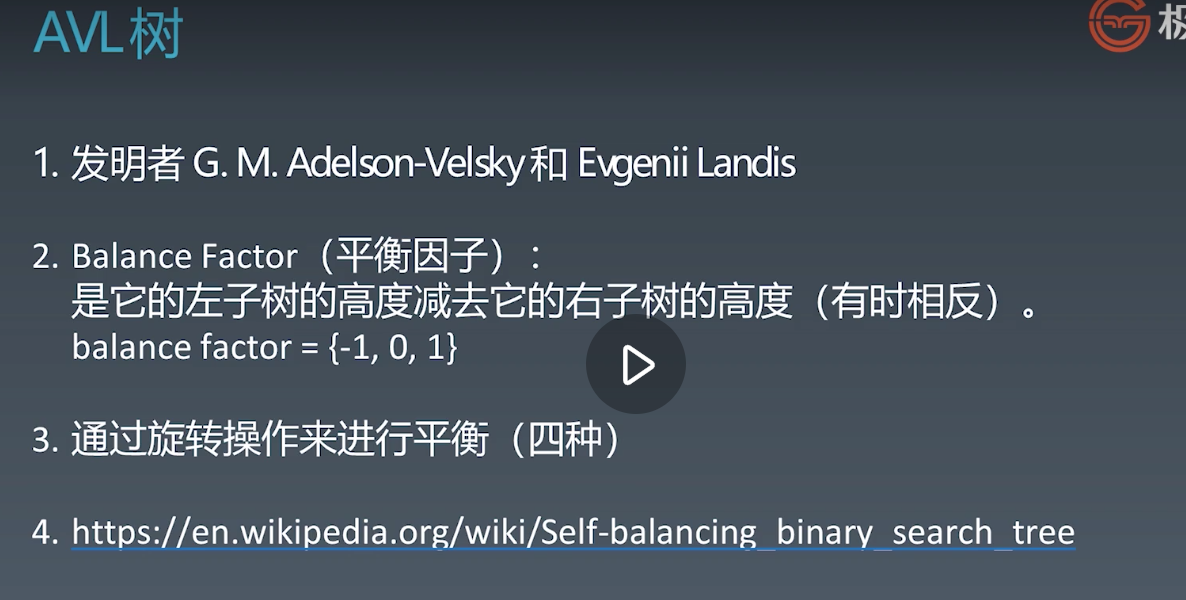 AVL树
极
1. 发明者 G. M. Adelson-Velsky 和 Evgenii Landis
2. Balance Factor（平衡因子）：
是它的左子树的高度减去它的右子树的高度（有时相反）。
balance factor = {-1, 0, 1}
3. 通过旋转操作来进行平衡（四种）
4. https://en.wikipedia.org/wiki/Self-balancing_binary_search_tree